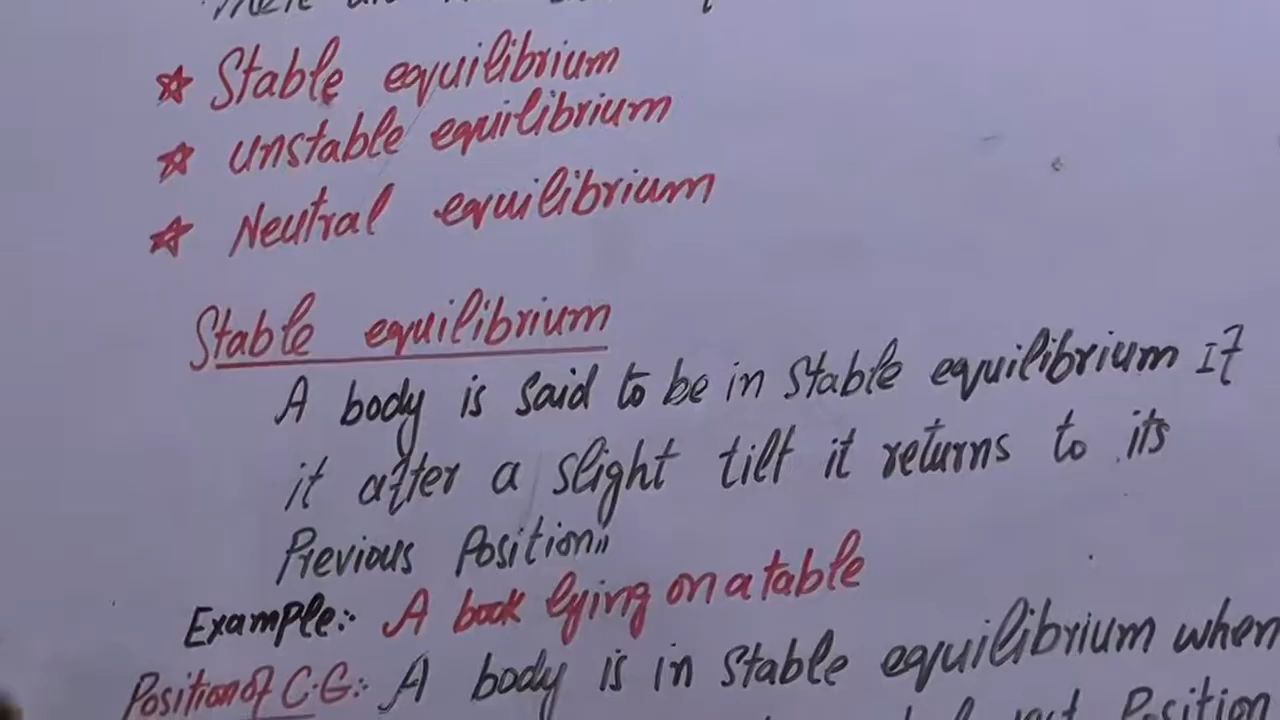 ☆ Stable equilibrium
☆ Unstable equilibrium
☆ Neutral equilibrium
Stable equilibrium
A body is said to be in stable equilibrium If
it after a slight tilt it returns to its
Previous Position
Example:- A book lying on a table
Position of C.G:- A body is in stable equilibrium when
Position